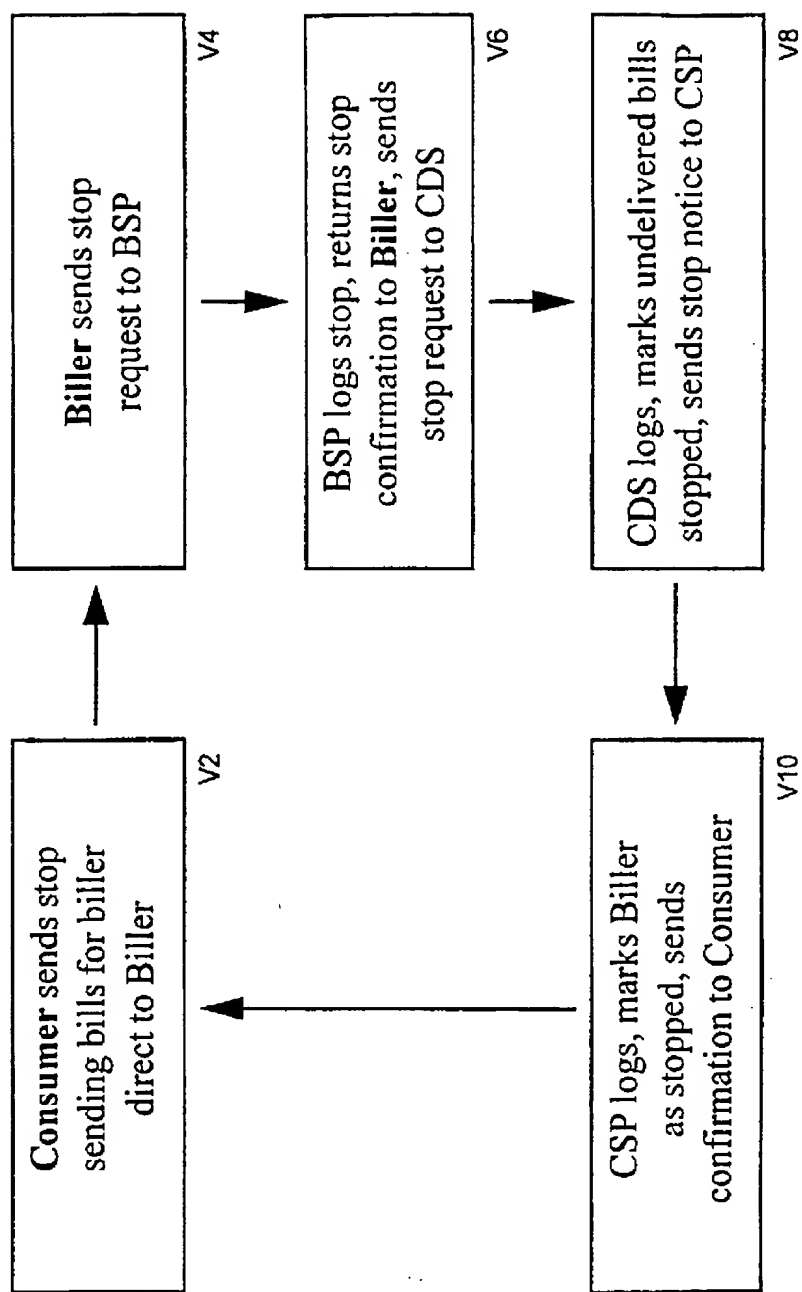 Consumer sends stop
sending bills for biller
direct to Biller
V2
Biller sends stop
request to BSP
V4
BSP logs stop, returns stop
confirmation to Biller, sends
stop request to CDS
V6
CDS logs, marks undelivered bills
stopped, sends stop notice to CSP
V8
CSP logs, marks Biller
as stopped, sends
confirmation to Consumer
V10